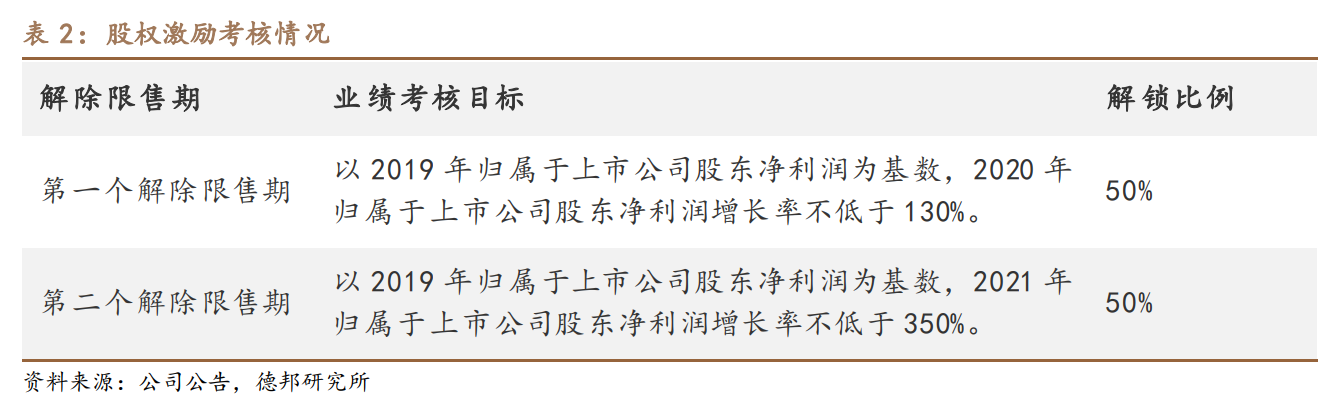 表 2：股权激励考核情况
解除限售期 业绩考核目标 解锁比例
第一个解除限售期 以 2019 年归属于上市公司股东净利润为基数，2020 年
归属于上市公司股东净利润增长率不低于 130%。 50%
第二个解除限售期 以 2019 年归属于上市公司股东净利润为基数，2021 年
归属于上市公司股东净利润增长率不低于 350%。 50%
资料来源：公司公告，德邦研究所